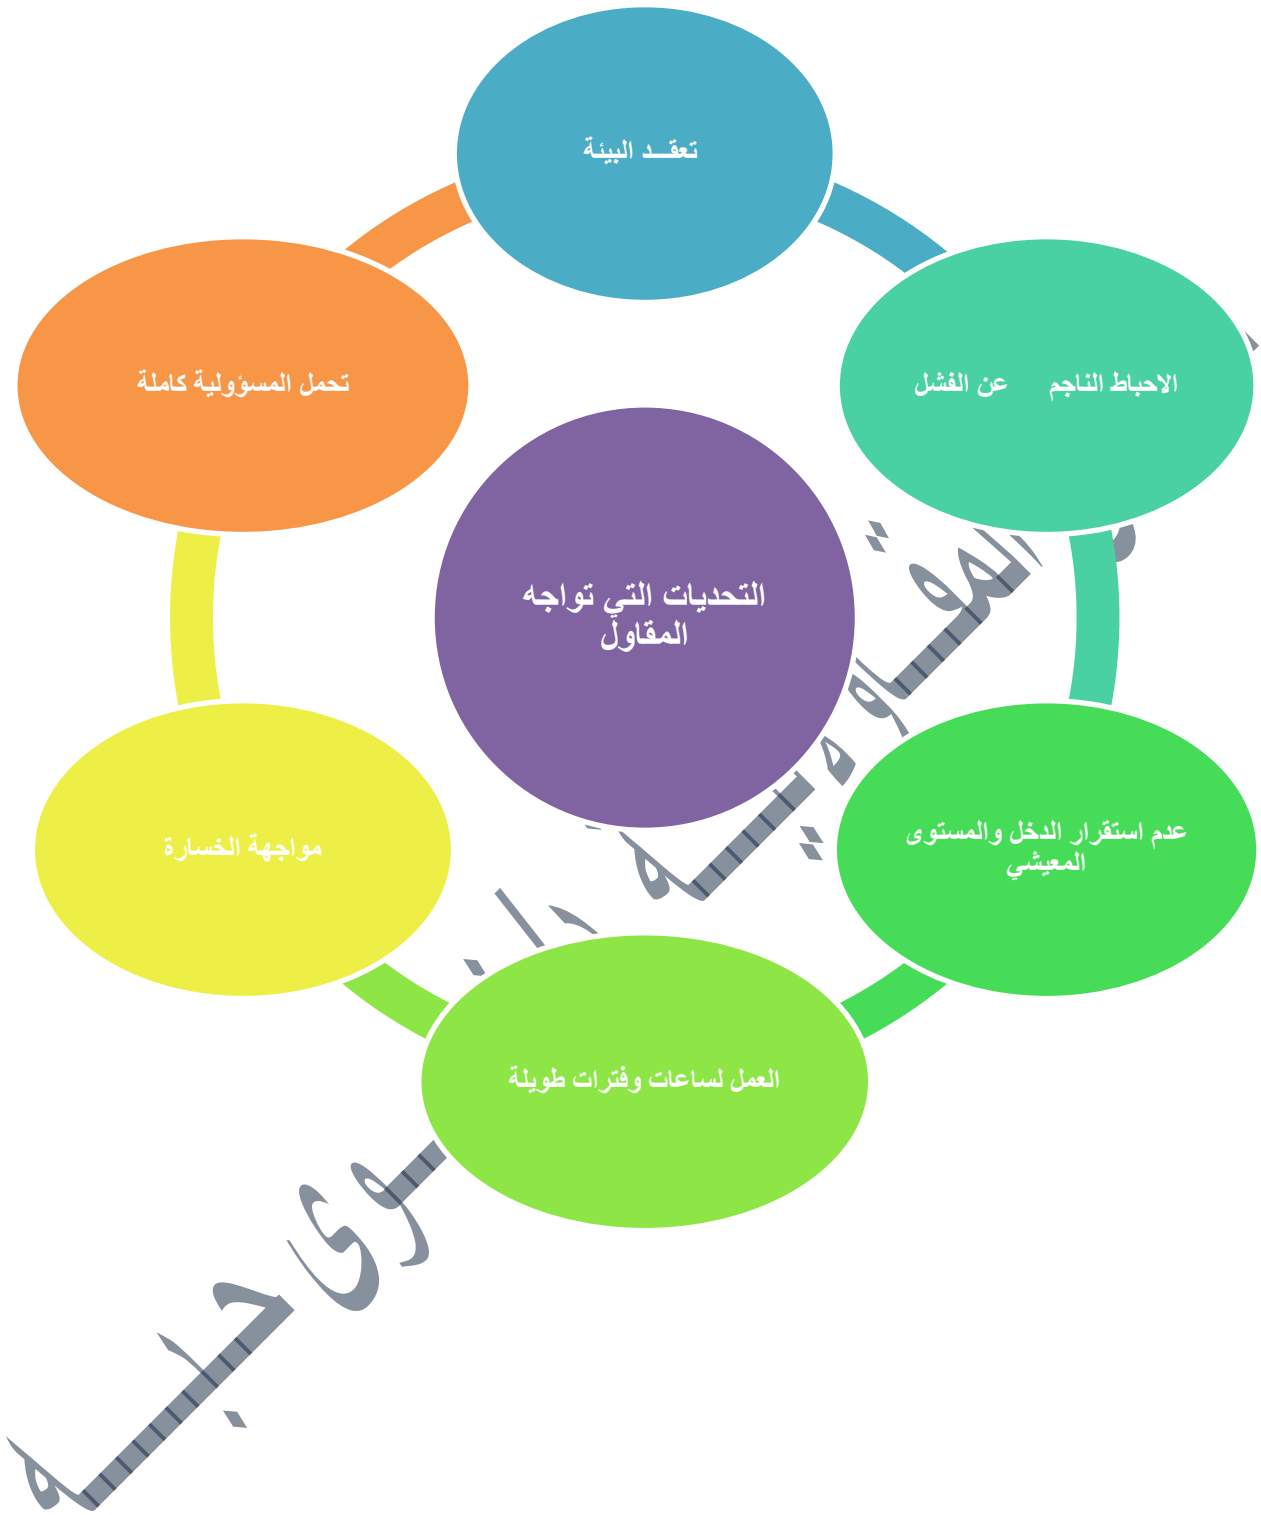 تعقـــد البيئة
الاحباط الناجم عن الفشل
تحمل المسؤولية كاملة
التحديات التي تواجه
المقاول
عدم استقرار الدخل والمستوى
المعيشي
مواجهة الخسارة
العمل لساعات وفترات طويلة